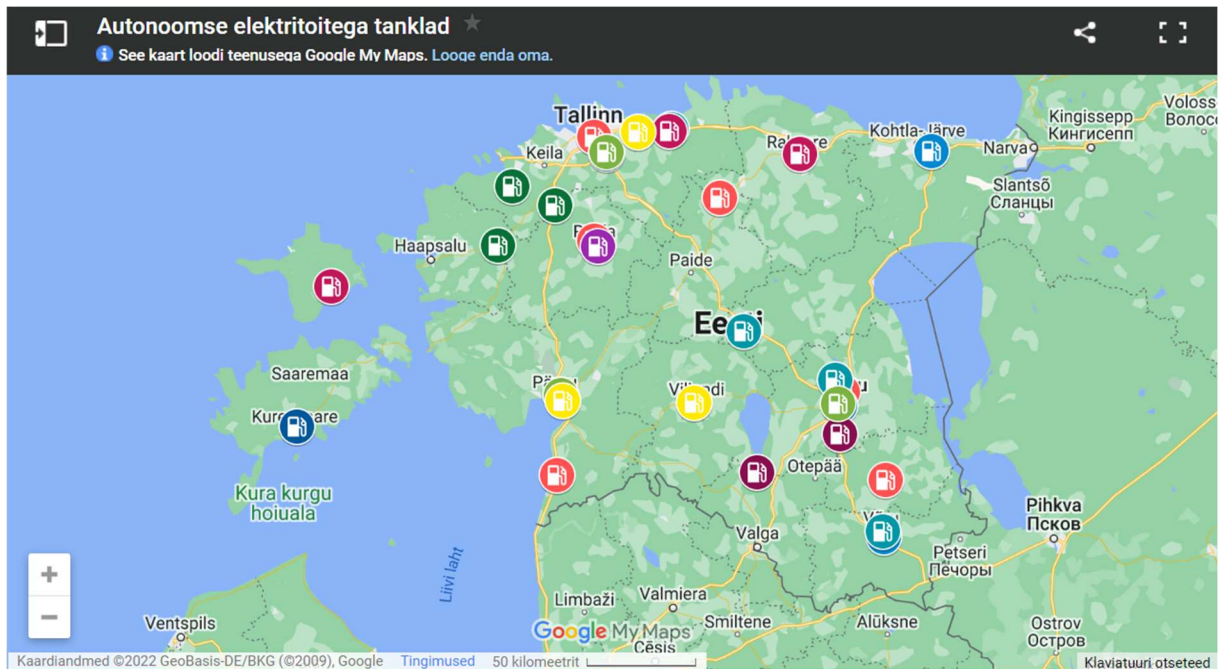 Autonoomse elektritoitega tanklad
See kaart loodi teenusega Google My Maps. Looge enda oma.
Voloss
Волосо
Kingissepp
Кингисепп
Tallinn
Kohtla-Järve
Narva
Keila
Slantsõ
Сланцы
Haapsalu
Paide
Saaremaa
Otepää
Kura kurgu
hoiuala
Pihkva
Псков
Valga
Petseri
Печоры
Liivi laht
Limbaži
Valmiera
Smiltene
Alūksne
Ventspils
Ostrov
Остров
Google My Maps
Cēsis
Kaardiandmed ©2022 GeoBasis-DE/BKG (©2009), Google Tingimused 50 kilomeetrit
Klaviatuuri otseteed